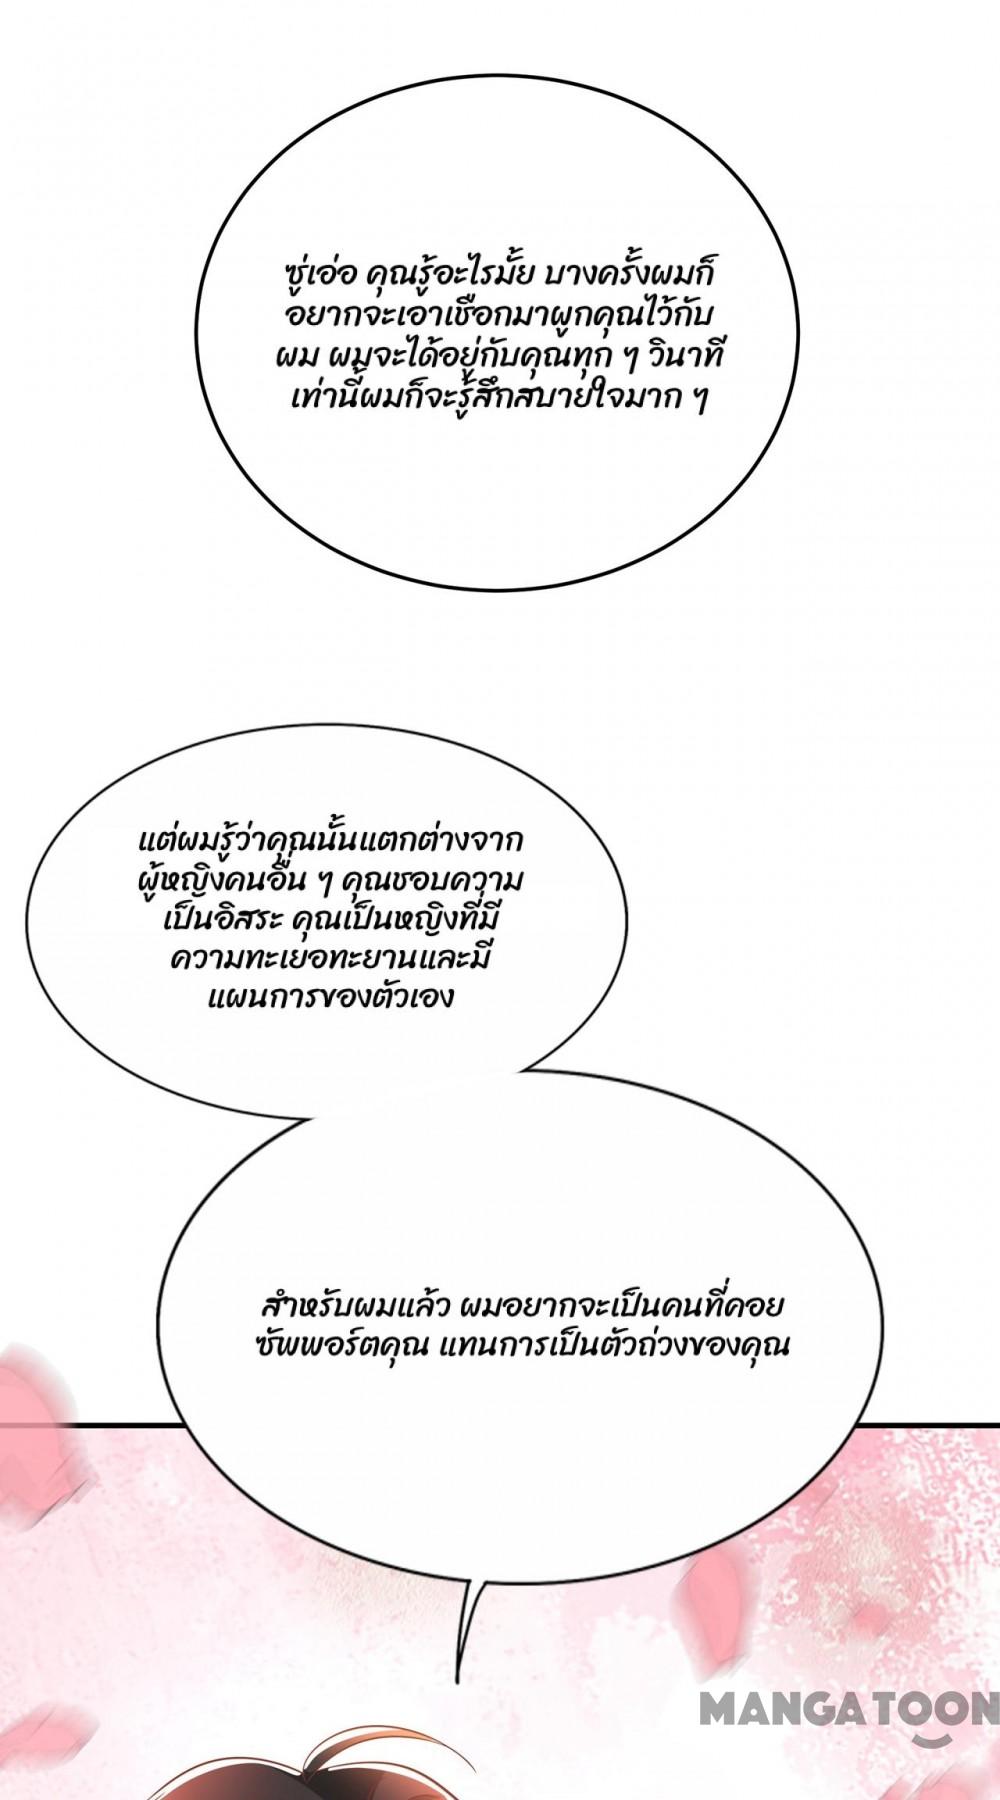 ซู่เอ่อ คุณรู้อะไรมั้ย บางครั้งผมก็
อยากจะเอาเชือกมาผูกคุณไว้กับ
ผม ผมจะได้อยู่กับคุณทุก ๆ วินาที
เท่านี้ผมก็จะรู้สึกสบายใจมาก ๆ
แต่ผมรู้ว่าคุณนั้นแตกต่างจาก
ผู้หญิงคนอื่น ๆ คุณชอบความ
เป็นอิสระ คุณเป็นหญิงที่มี
ความทะเยอทะยานและมี
แผนการของตัวเอง
สำหรับผมแล้ว ผมอยากจะเป็นคนที่คอย
ซัพพอร์ตคุณ แทนการเป็นตัวถ่วงของคุณ
MANGATOON